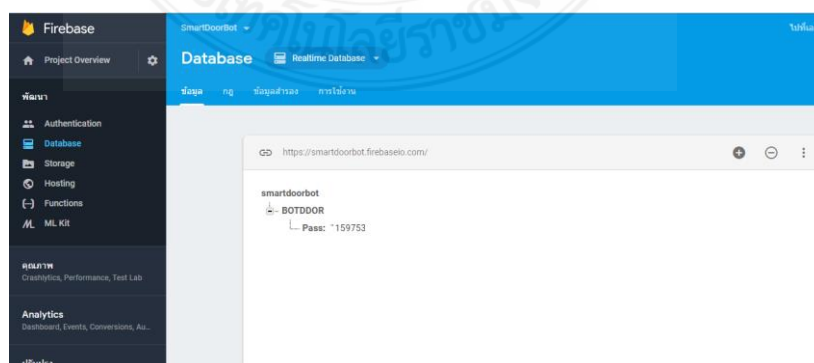 Firebase
Project Overview
พัฒนา
Authentication
Database
Storage
Hosting
Functions
ML Kit
คุณภาพ
Crashlytics, Performance, Test Lab
Analytics
Dashboard, Events, Conversions, Au...
SmartDoorBot
Database Realtime Database
ข้อมูล กฎ ข้อมูลสำรอง การใช้งาน
https://smartdoorbot.firebaseio.com/
smartdoorbot
BOTDDOR
Pass: "159753